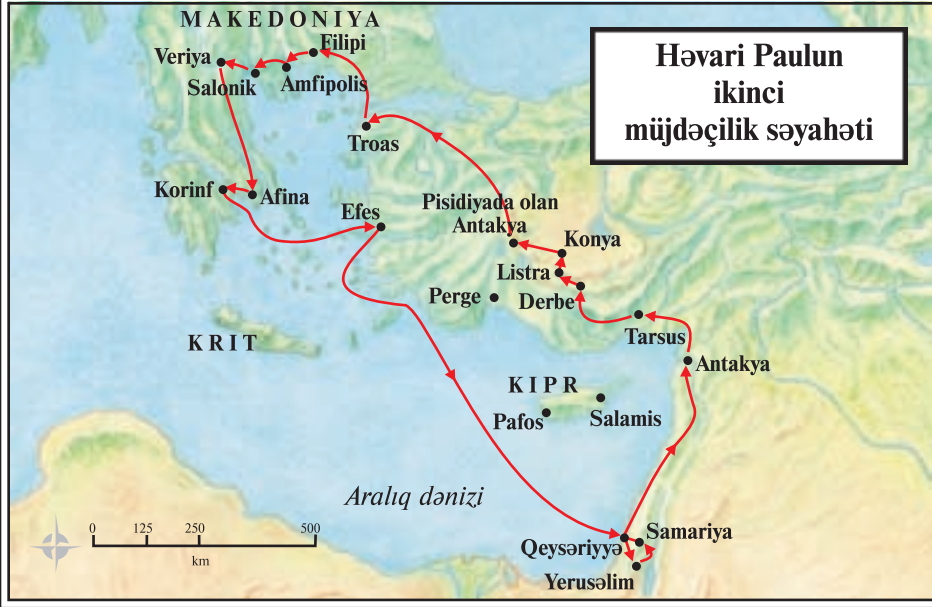 MAKEDONIYA
Həvari Paulun
ikinci
müjdəçilik səyahəti
Filipi
Veriya
Salonik
Amfipolis
Troas
Korinf
Afina
Efes
Pisidiyada olan
Antakya
Konya
Listra
Perge
Derbe
Tarsus
KRIT
Antakya
KIPR
Pafos
Salamis
Aralıq dənizi
0 125 250 500
km
Samariya
Qeysəriyyə
Yerusəlim